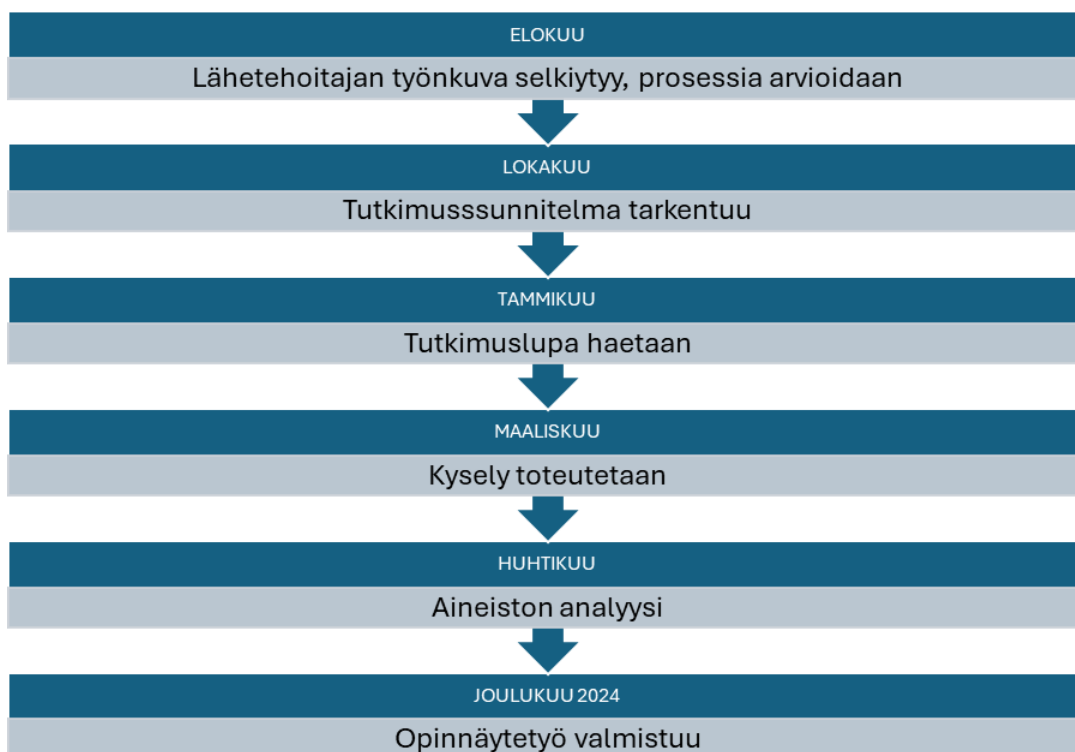 ELOKUU
Lähetehoitajan työnkuva selkiytyy, prosessia arvioidaan
LOKAKUU
Tutkimusssunnitelma tarkentuu
TAMMIKUU
Tutkimuslupa haetaan
MAALISKUU
Kysely toteutetaan
HUHTIKUU
Aineiston analyysi
JOULUKUU 2024
Opinnäytetyö valmistuu